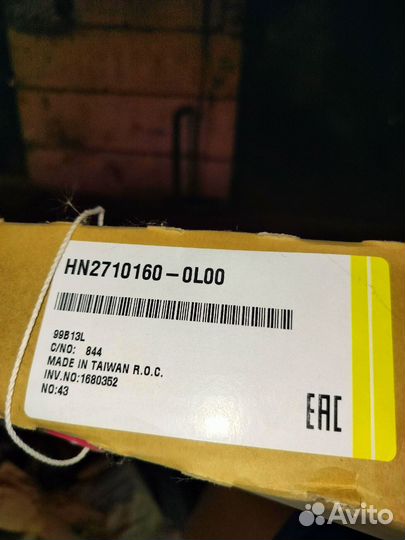 HN2710160-0L00
99B13L
C/NO: 844
MADE IN TAIWAN R.O.C.
INV.NO:1680352
NO:43
EAC
Avito